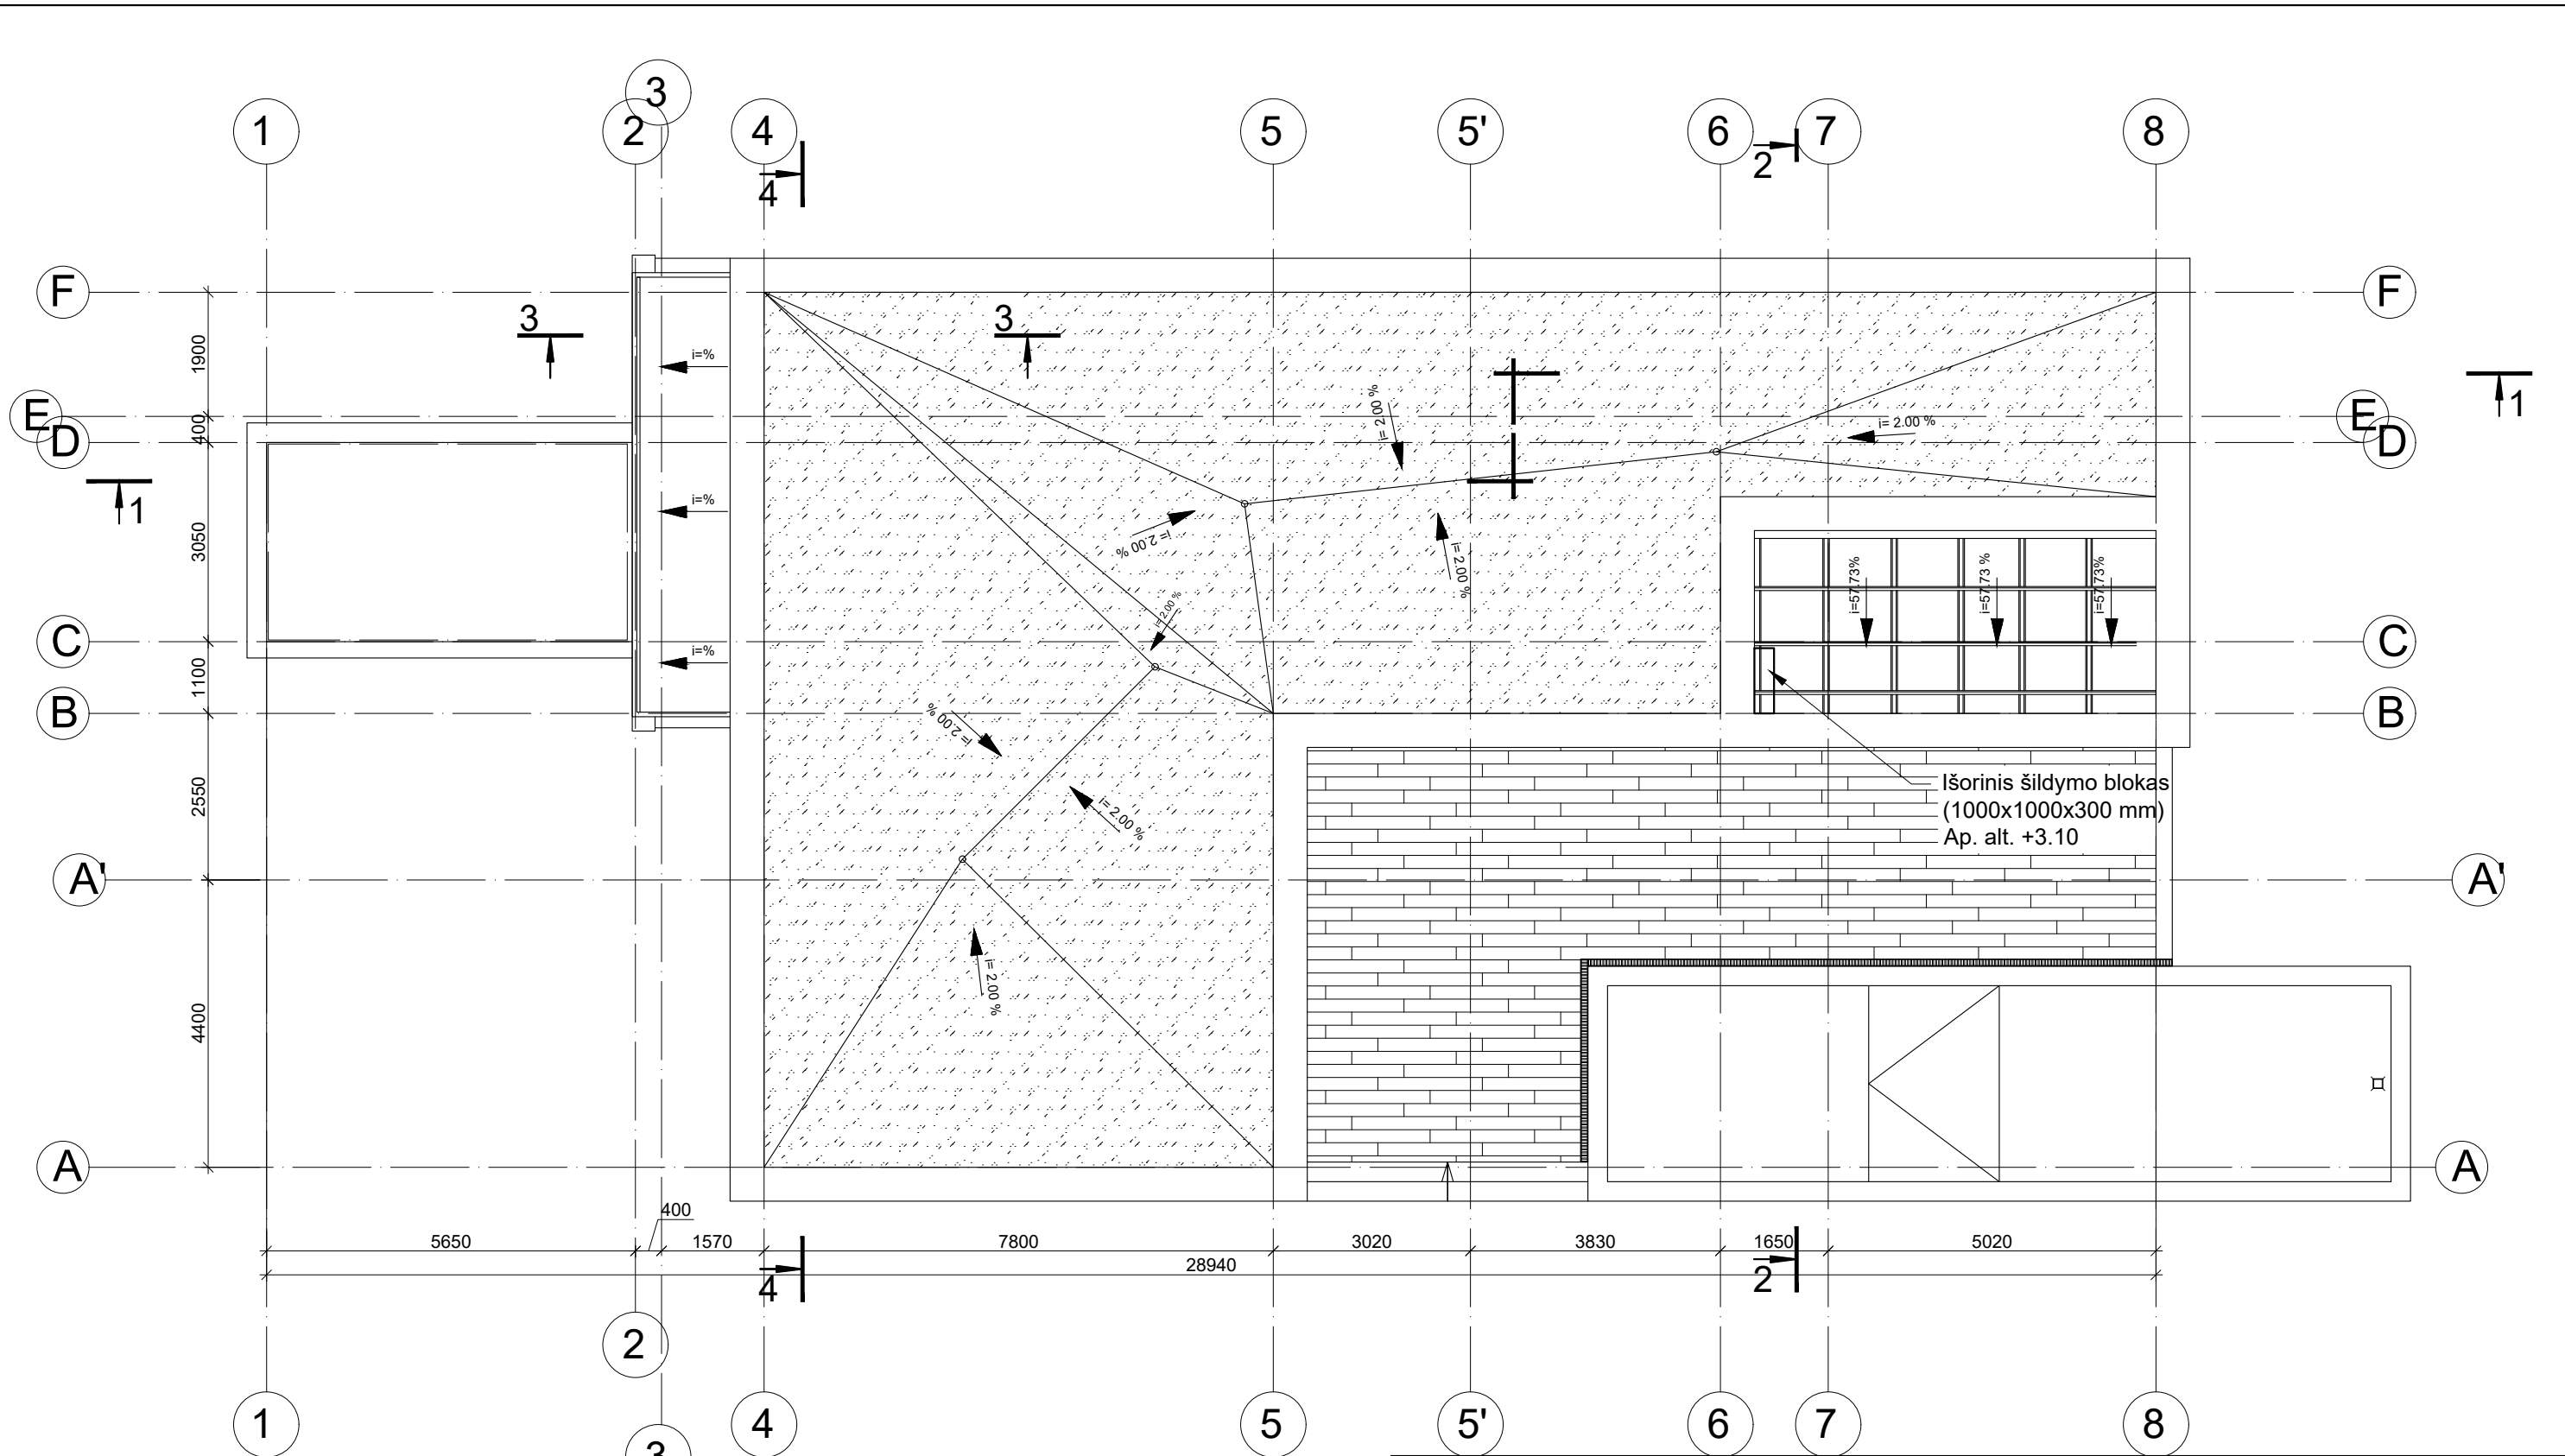 3
1
2
4
5
5'
6
7
8
4
2
F
F
3
3
1900
i=%
i= 2.00 %
i= 2.00 %
1
E
E
400
D
D
1
i=%
3050
i= 2.00 %
i= 2.00 %
i=57.73%
i=57.73 %
i=57.73%
i= 2.00 %
C
C
i=%
1100
B
B
i= 2.00 %
Išorinis šildymo blokas
(1000x1000x300 mm)
Ap. alt. +3.10
2550
i= 2.00 %
A'
A'
i= 2.00 %
4400
A
A
400
5650
1570
7800
3020
3830
1650
5020
28940
4
2
2
1
3
4
5
5'
6
7
8